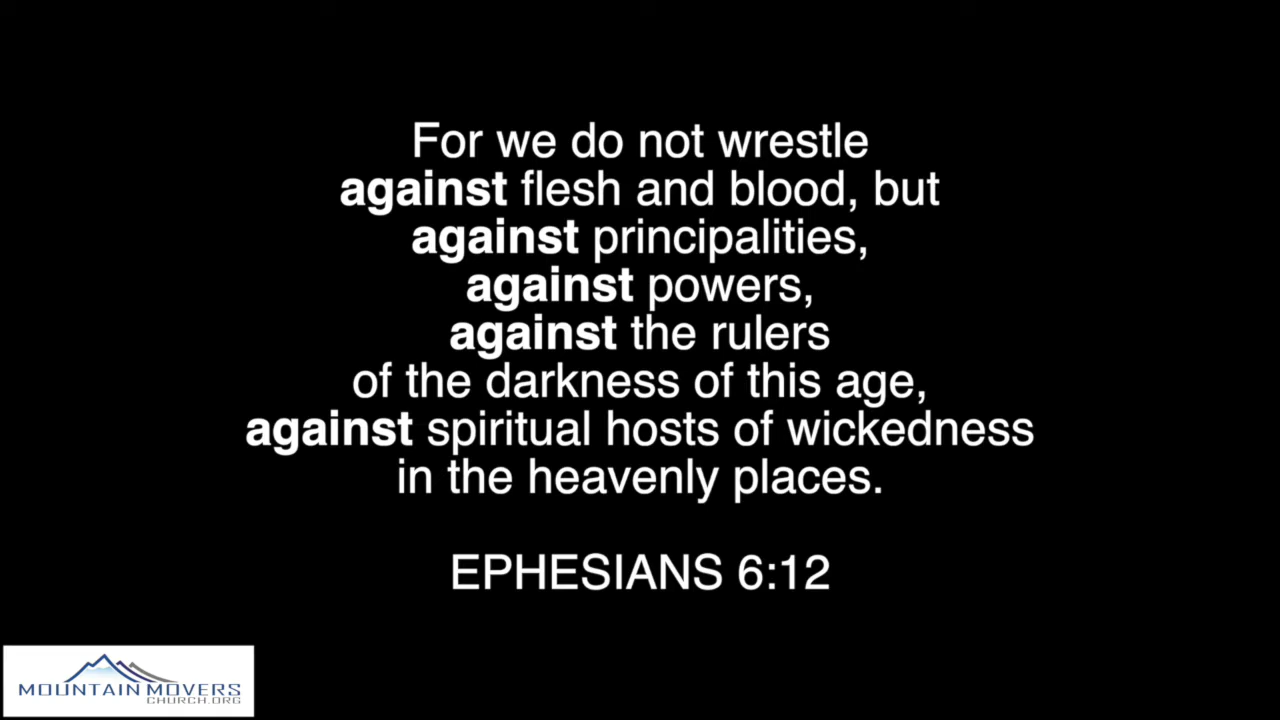 For we do not wrestle
against flesh and blood, but
against principalities,
against powers,
against the rulers
of the darkness of this age,
against spiritual hosts of wickedness
in the heavenly places.
EPHESIANS 6:12
MOUNTAIN MOVERS
CHURCH.ORG